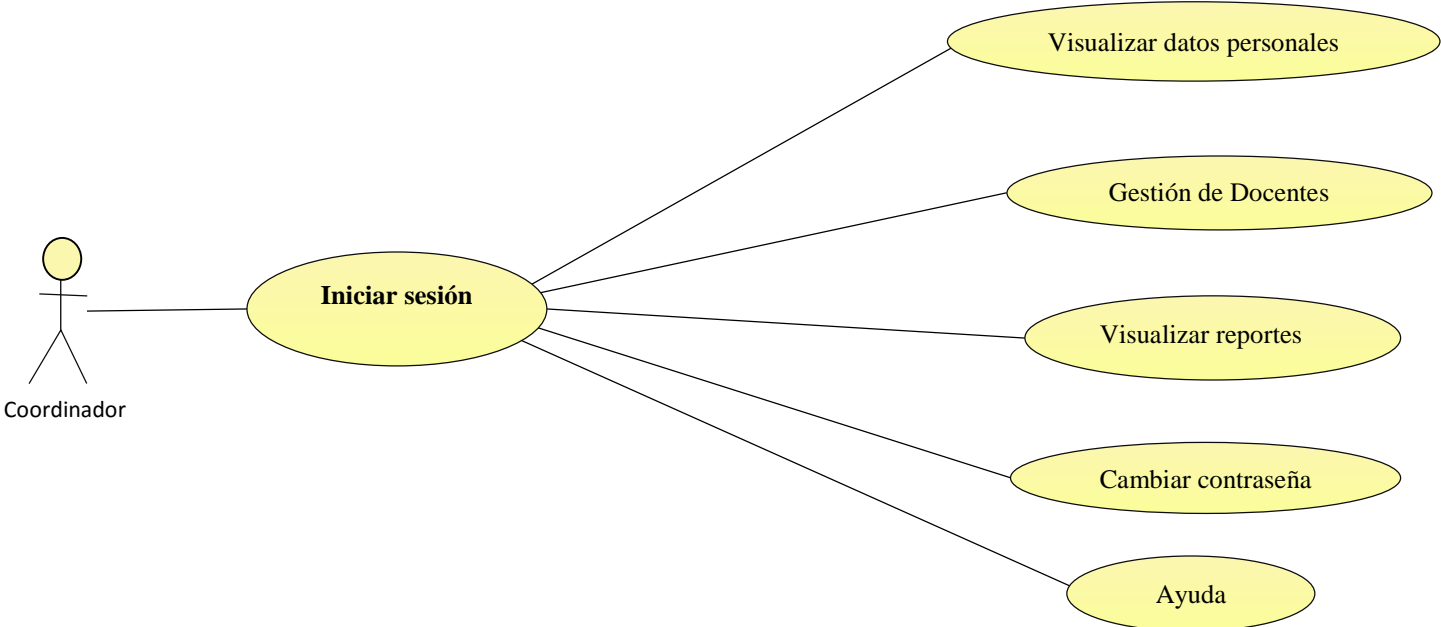 Visualizar datos personales
Gestión de Docentes
Iniciar sesión
Visualizar reportes
Coordinador
Cambiar contraseña
Ayuda